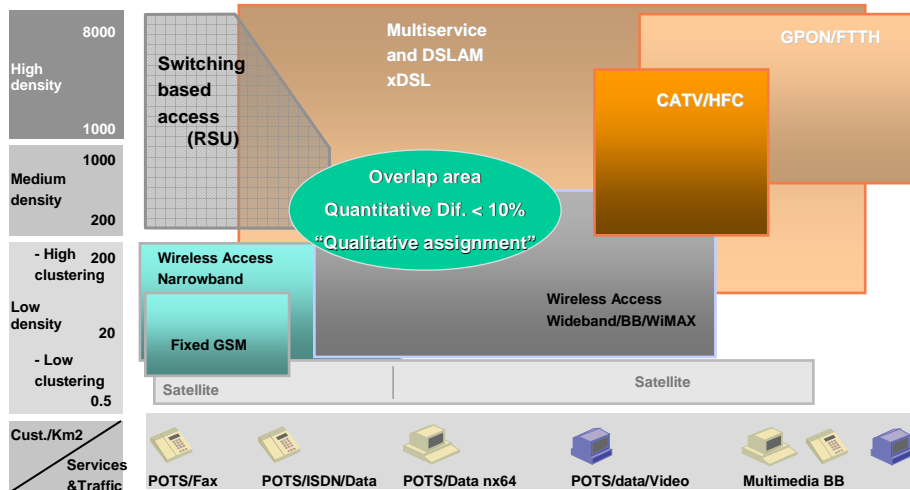 8000
High
density
1000
1000
Medium
density
200
- High
clustering
200
Low
density
20
- Low
clustering
0.5
Cust./Km2
Services
&Traffic
Switching
based
access
(RSU)
Multiservice
and DSLAM
xDSL
GPON/FTTH
CATV/HFC
Overlap area
Quantitative Dif. < 10%
“Qualitative assignment”
Wireless Access
Narrowband
Fixed GSM
Wireless Access
Wideband/BB/WiMAX
Satellite
Satellite
POTS/Fax
POTS/ISDN/Data
POTS/Data nx64
POTS/data/Video
Multimedia BB